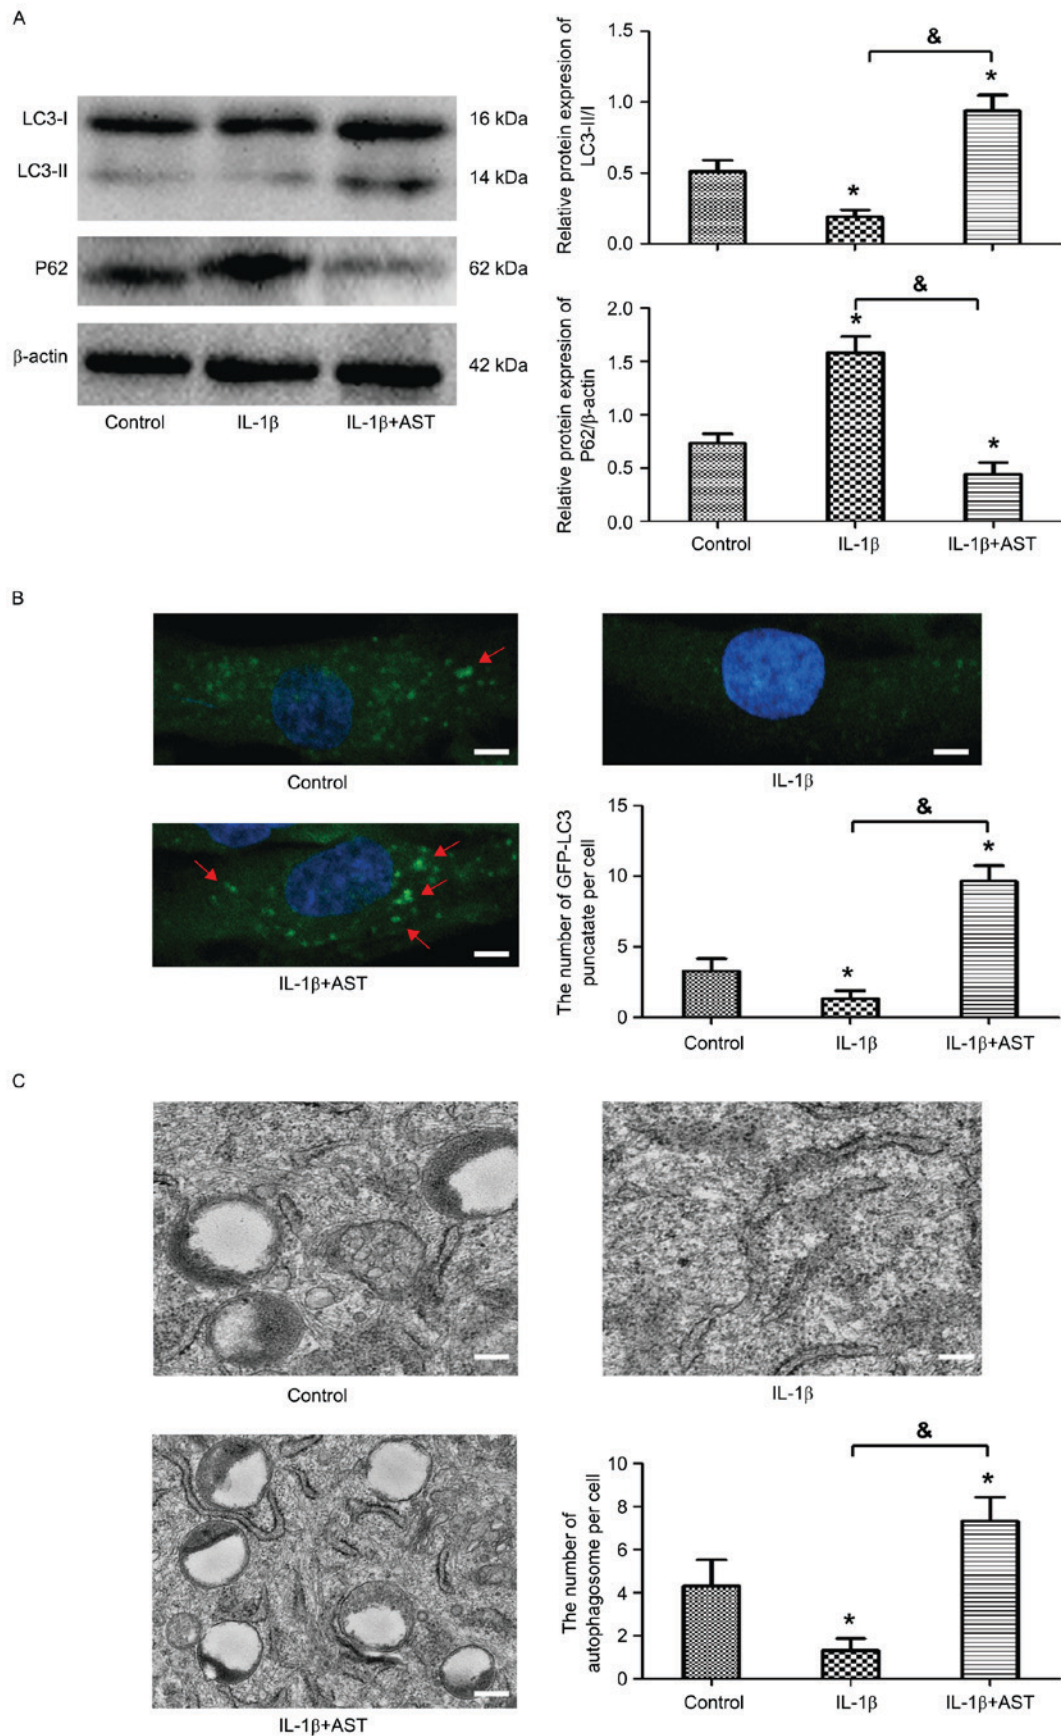 A
LC3-I
16 kDa
LC3-II
14 kDa
P62
62 kDa
β-actin
42 kDa
Control
IL-1β
IL-1β+AST
Relative protein expresion of
LC3-II/I
1.5
1.0
0.5
0.0
&
*
*
Relative protein expresion of
P62/β-actin
2.0
1.5
1.0
0.5
0.0
&
*
*
Control
IL-1β
IL-1β+AST
B
Control
IL-1β
IL-1β+AST
The number of GFP-LC3
puncatate per cell
15
10
5
0
&
*
*
Control
IL-1β
IL-1β+AST
C
Control
IL-1β
IL-1β+AST
The number of
autophagosome per cell
10
8
6
4
2
0
&
*
*
Control
IL-1β
IL-1β+AST